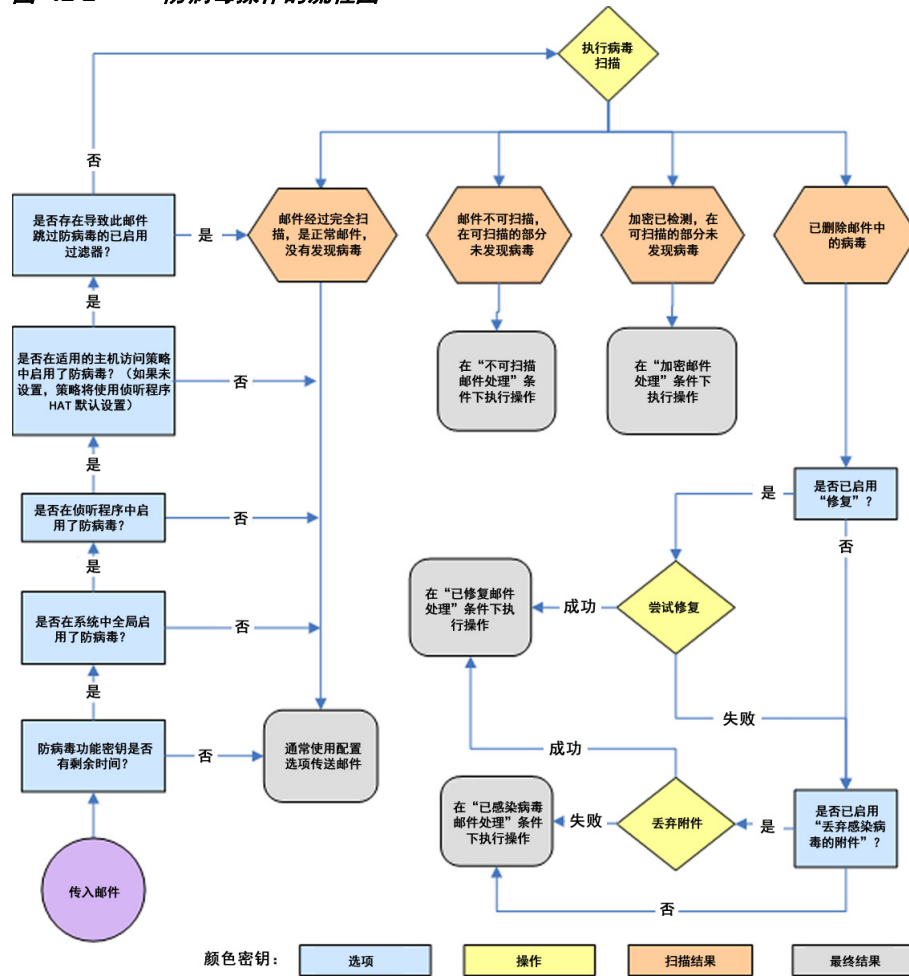 执行病毒
扫描
否
是否存在导致此邮件
跳过防病毒的已启用
过滤器？
是
邮件经过完全扫
描，是正常邮件，
没有发现病毒
邮件不可扫描，
在可扫描的部分
未发现病毒
加密已检测，在
可扫描的部分未
发现病毒
已删除邮件中
的病毒
是
是否在适用的主机访问策略
中启用了防病毒？（如果未
设置，策略将使用侦听程序
HAT 默认设置）
否
在“不可扫描
邮件处理”条
件下执行操作
在“加密邮件
处理”条件下
执行操作
是
是否在侦听程序中启
用了防病毒？
否
是
是否已启用
“修复”？
否
是
是否在系统中全局启
用了防病毒？
否
在“已修复邮件
处理”条件下执
行操作
成功
尝试修复
是
失败
防病毒功能密钥是否
有剩余时间？
否
通常使用配置
选项传送邮件
成功
在“已感染病毒
邮件处理”条件
下执行操作
失败
丢弃附件
是
是否已启用
“丢弃感染病
毒的附件”？
传入邮件
否
颜色密钥：
选项
操作
扫描结果
最终结果